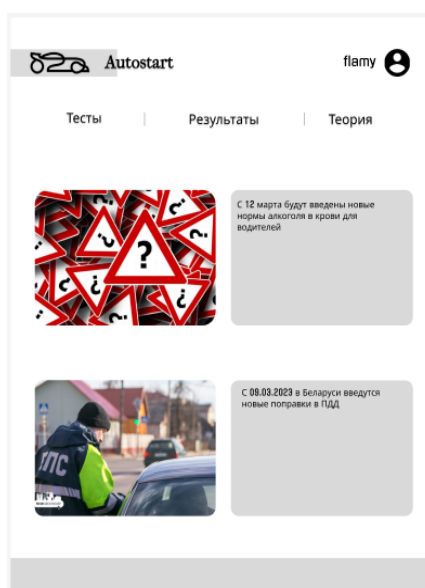 Autostart
flamy
Тесты
Результаты
Теория
?
?
?
?
?
?
С 12 марта будут введены новые
нормы алкоголя в крови для
водителей
С 09.03.2023 в Беларуси введутся
новые поправки в ПДД
ПС